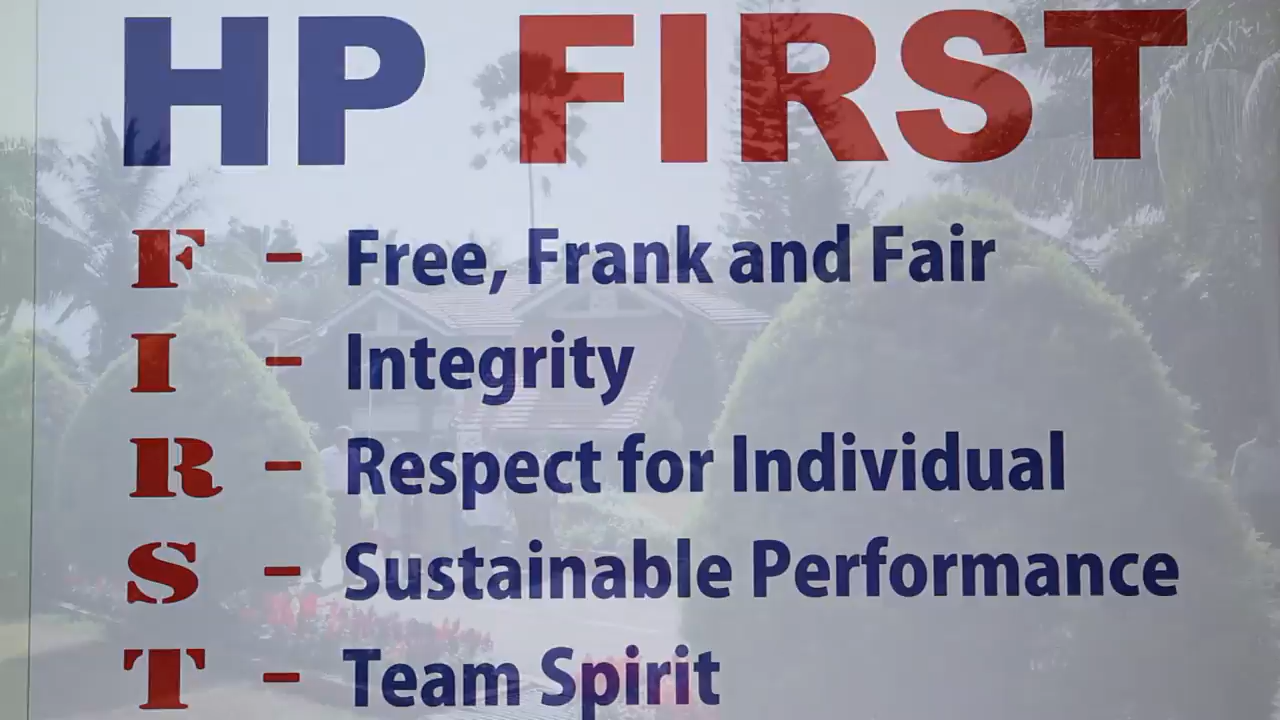 HP FIRST
F - Free, Frank and Fair
I - Integrity
R - Respect for Individual
S - Sustainable Performance
T - Team Spirit